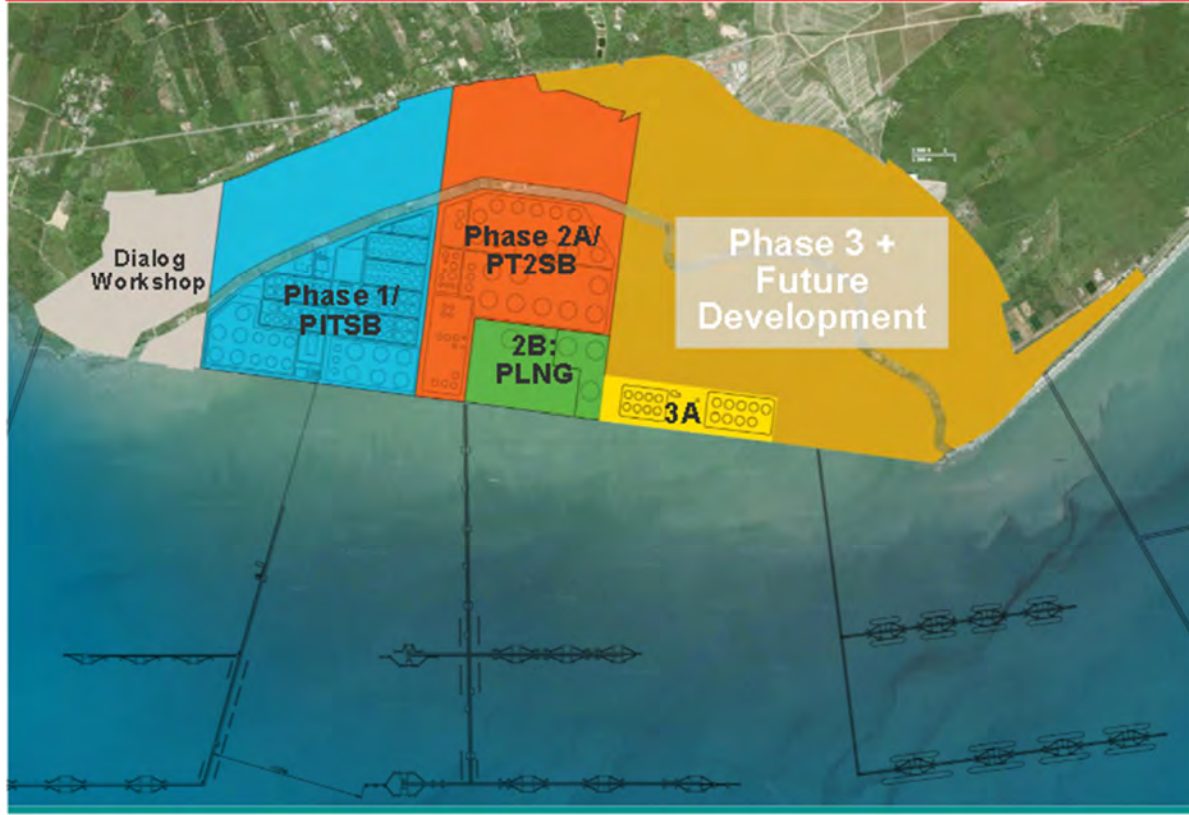 Dialog
Workshop
Phase 1/
PITSB
Phase 2A/
PT2SB
2B:
PLNG
3A
Phase 3 +
Future
Development